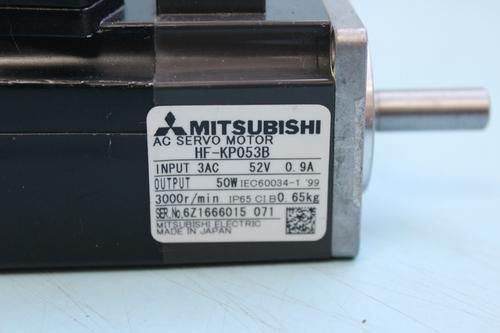 MITSUBISHI
AC SERVO MOTOR
HF-KP053B
INPUT 3AC 52V 0.9A
OUTPUT 50W IEC60034-1 '99
3000r/min IP65 Cl.B 0.65kg
SER.No.6Z1666015 071
MITSUBISHI ELECTRIC
MADE IN JAPAN